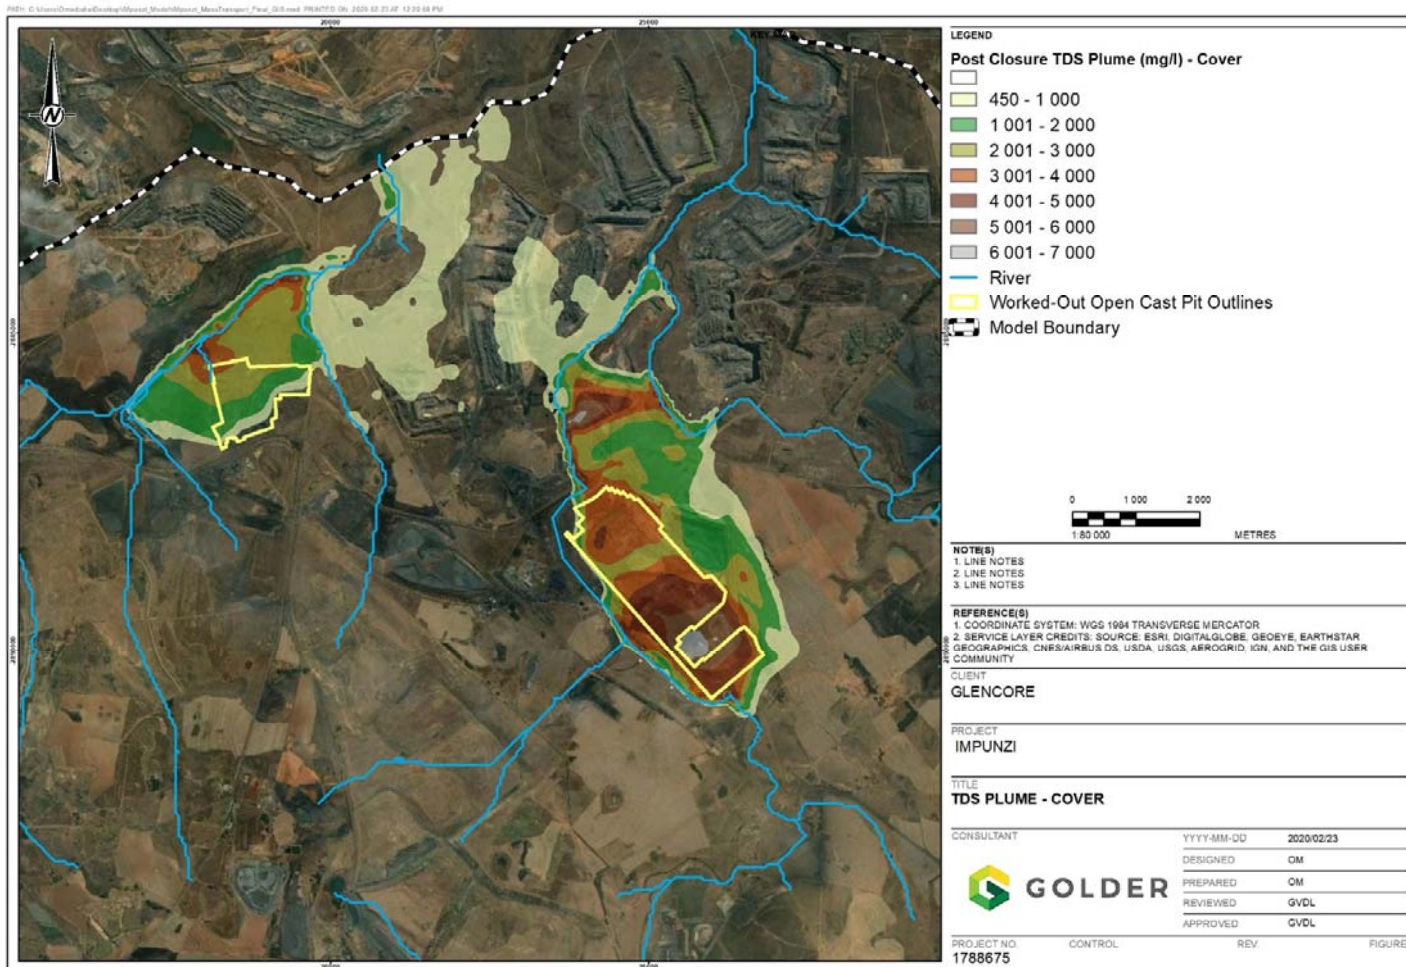 20000
25000
KEY MAP
LEGEND
Post Closure TDS Plume (mg/l) - Cover
450 - 1 000
1 001 - 2 000
2 001 - 3 000
3 001 - 4 000
4 001 - 5 000
5 001 - 6 000
6 001 - 7 000
River
Worked-Out Open Cast Pit Outlines
Model Boundary
N
0 1 000 2 000
1:80 000 METRES
NOTE(S)
1. LINE NOTES
2. LINE NOTES
3. LINE NOTES
REFERENCE(S)
1. COORDINATE SYSTEM: WGS 1984 TRANSVERSE MERCATOR
2. SERVICE LAYER CREDITS: SOURCE: ESRI, DIGITALGLOBE, GEOEYE, EARTHSTAR
GEOGRAPHICS, CNES/AIRBUS DS, USDA, USGS, AEROGRID, IGN, AND THE GIS USER
COMMUNITY
CLIENT
GLENCORE
PROJECT
IMPUNZI
TITLE
TDS PLUME - COVER
CONSULTANT
GOLDER
YYYY-MM-DD 2020/02/23
DESIGNED OM
PREPARED OM
REVIEWED GVDL
APPROVED GVDL
PROJECT NO. CONTROL REV. FIGURE
1788675